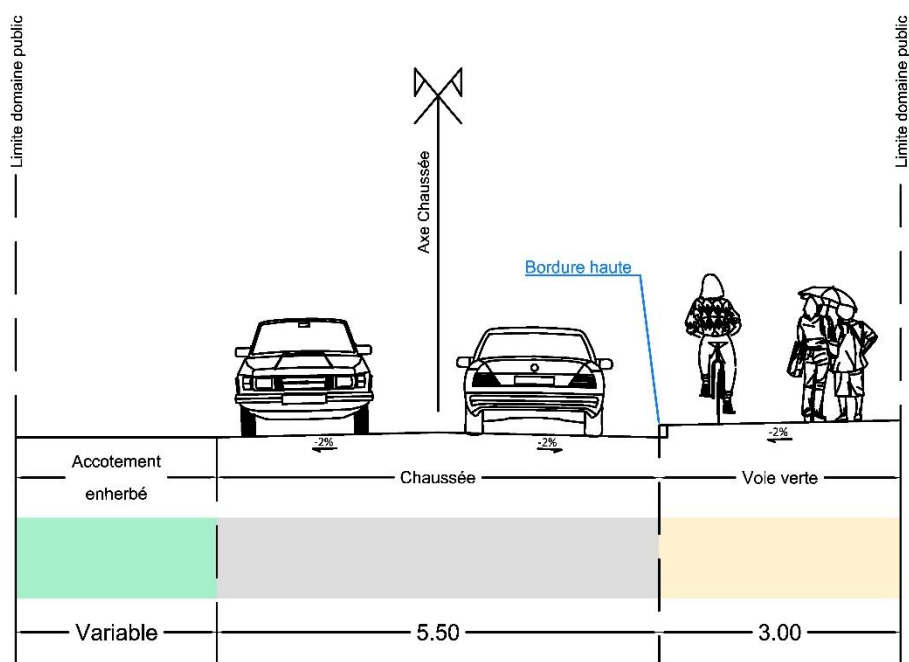 Limite domaine public
Axe Chaussée
Limite domaine public
Bordure haute
-2%
-2%
-2%
Accotement
enherbé
Chaussée
Voie verte
Variable
5.50
3.00